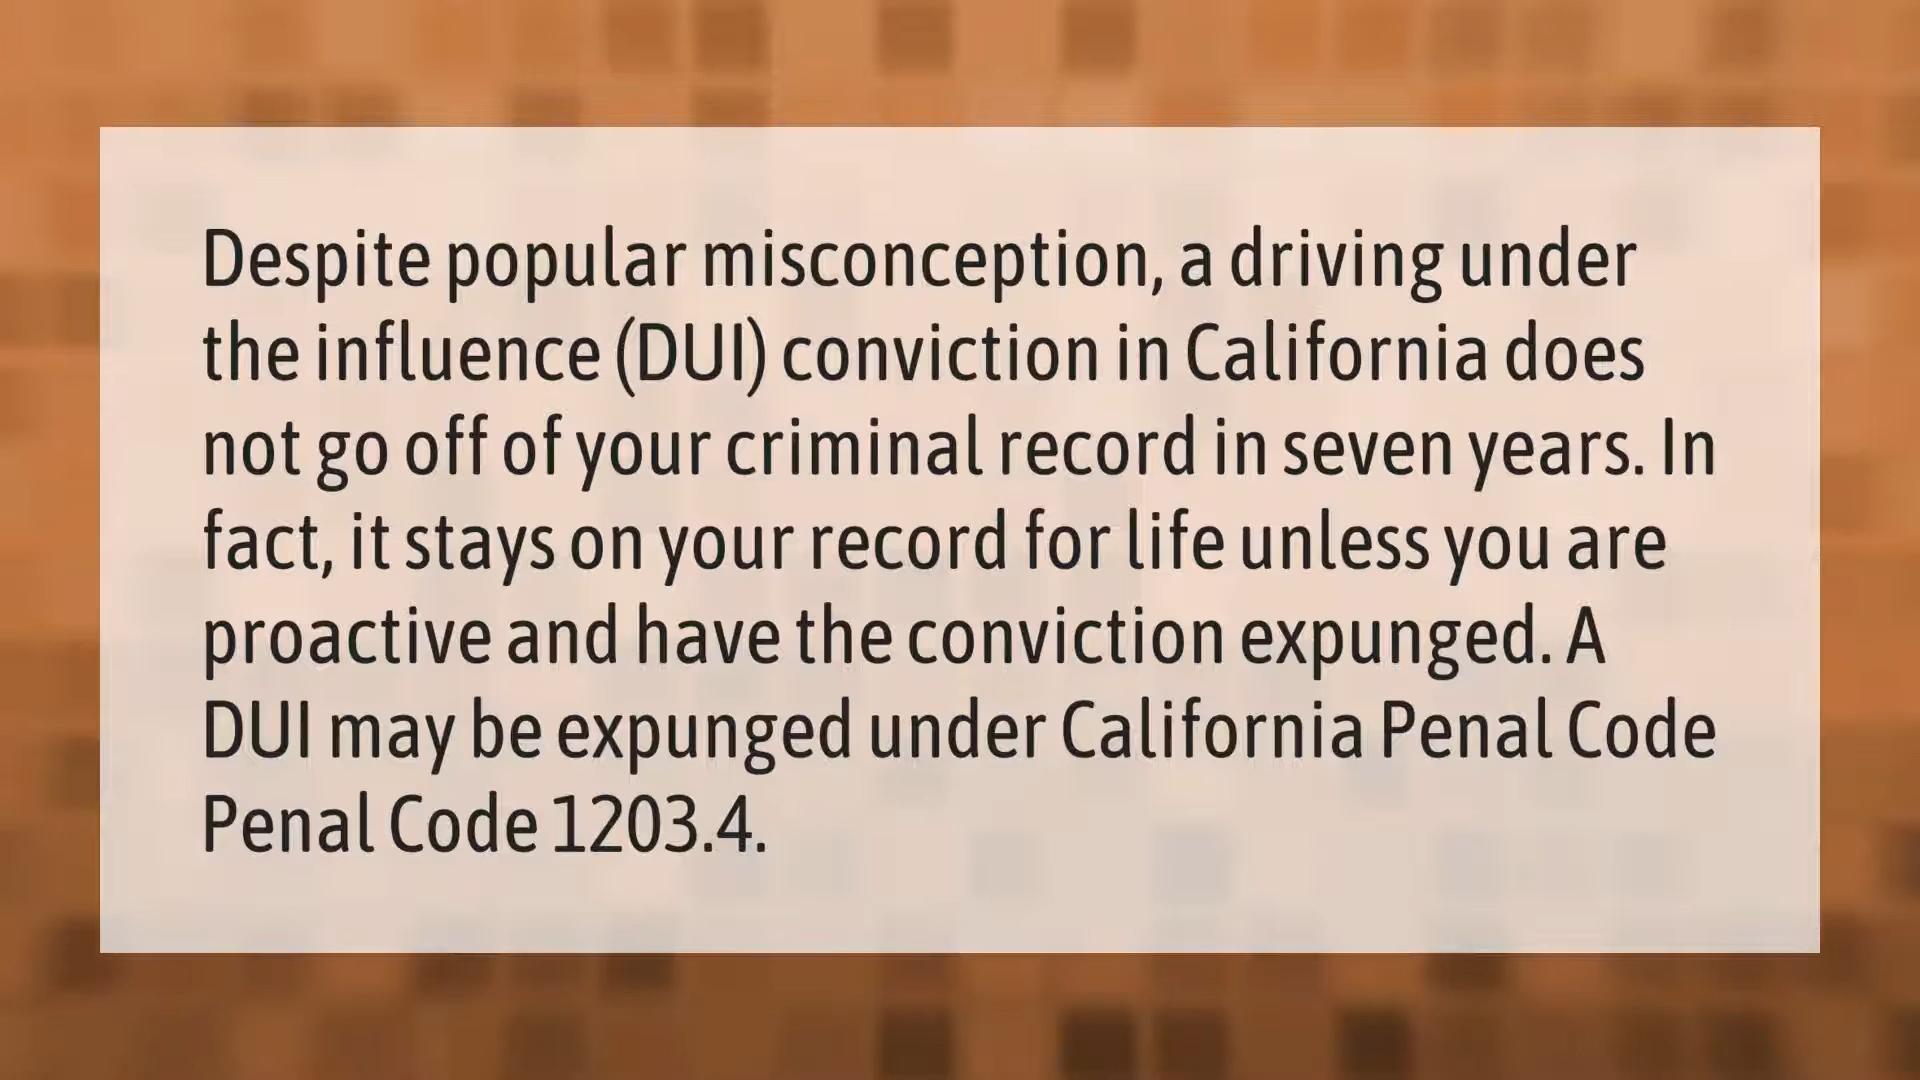 Despite popular misconception, a driving under
the influence (DUI) conviction in California does
not go off of your criminal record in seven years. In
fact, it stays on your record for life unless you are
proactive and have the conviction expunged. A
DUI may be expunged under California Penal Code
Penal Code 1203.4.